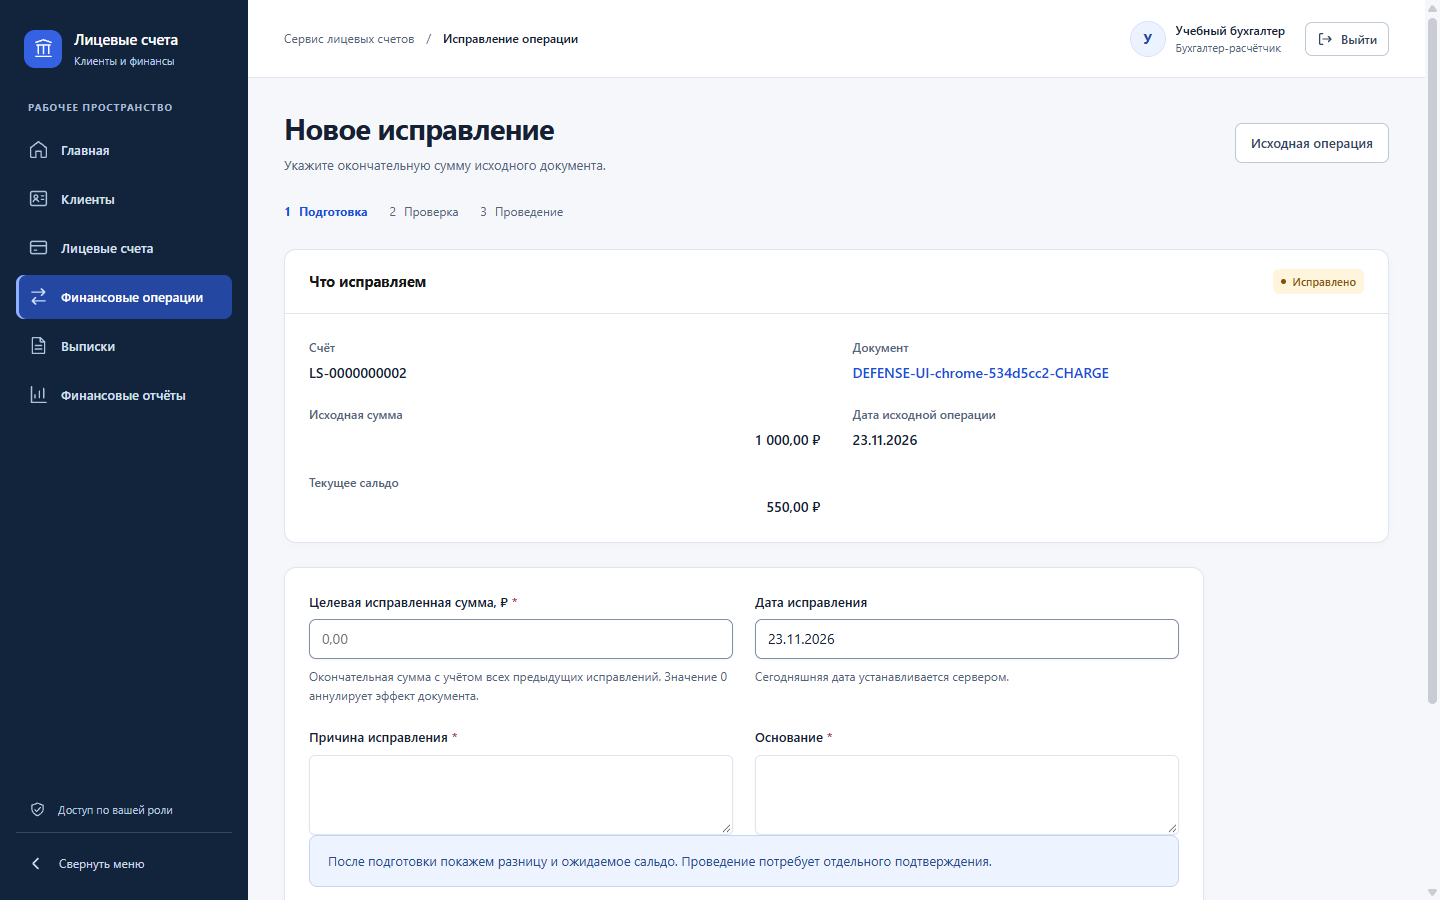 Лицевые счета
Клиенты и финансы
РАБОЧЕЕ ПРОСТРАНСТВО
Главная
Клиенты
Лицевые счета
Финансовые операции
Выписки
Финансовые отчёты
Доступ по вашей роли
Свернуть меню
Сервис лицевых счетов / Исправление операции
У
Учебный бухгалтер
Бухгалтер-расчётчик
Выйти
Новое исправление
Укажите окончательную сумму исходного документа.
Исходная операция
1 Подготовка 2 Проверка 3 Проведение
Что исправляем
Исправлено
Счёт
LS-0000000002
Документ
DEFENSE-UI-chrome-534d5cc2-CHARGE
Исходная сумма
1 000,00 ₽
Дата исходной операции
23.11.2026
Текущее сальдо
550,00 ₽
Целевая исправленная сумма, ₽ *
0,00
Окончательная сумма с учётом всех предыдущих исправлений. Значение 0
аннулирует эффект документа.
Дата исправления
23.11.2026
Сегодняшняя дата устанавливается сервером.
Причина исправления *
Основание *
После подготовки покажем разницу и ожидаемое сальдо. Проведение потребует отдельного подтверждения.